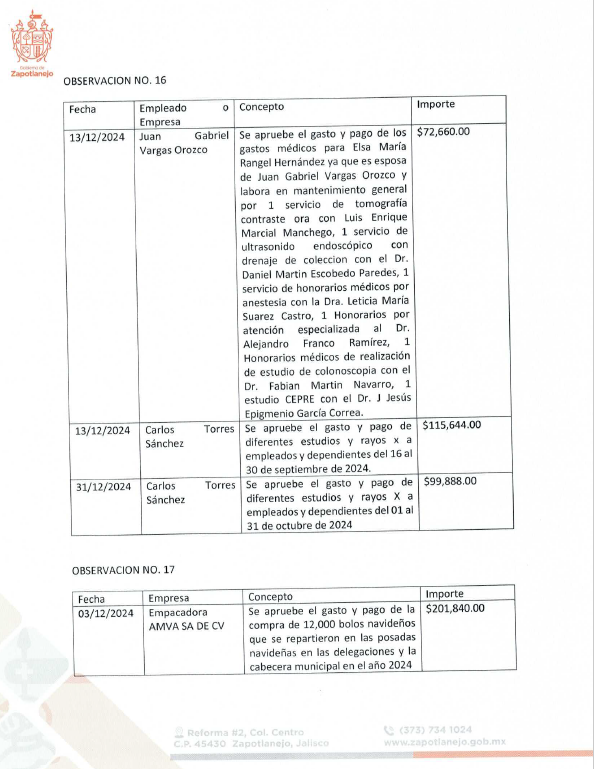 Gobierno de
Zapotlanejo
OBSERVACION NO. 16
Fecha
Empleado o
Empresa
Concepto
Importe
13/12/2024
Juan Gabriel
Vargas Orozco
Se apruebe el gasto y pago de los
gastos médicos para Elsa María
Rangel Hernández ya que es esposa
de Juan Gabriel Vargas Orozco y
labora en mantenimiento general
por 1 servicio de tomografía
contraste ora con Luis Enrique
Marcial Manchego, 1 servicio de
ultrasonido endoscópico con
drenaje de coleccion con el Dr.
Daniel Martin Escobedo Paredes, 1
servicio de honorarios médicos por
anestesia con la Dra. Leticia María
Suarez Castro, 1 Honorarios por
atención especializada al Dr.
Alejandro Franco Ramírez, 1
Honorarios médicos de realización
de estudio de colonoscopia con el
Dr. Fabian Martin Navarro, 1
estudio CEPRE con el Dr. J Jesús
Epigmenio García Correa.
$72,660.00
13/12/2024
Carlos Torres
Sánchez
Se apruebe el gasto y pago de
diferentes estudios y rayos x a
empleados y dependientes del 16 al
30 de septiembre de 2024.
$115,644.00
31/12/2024
Carlos Torres
Sánchez
Se apruebe el gasto y pago de
diferentes estudios y rayos X a
empleados y dependientes del 01 al
31 de octubre de 2024
$99,888.00
OBSERVACION NO. 17
Fecha
Empresa
Concepto
Importe
03/12/2024
Empacadora
AMVA SA DE CV
Se apruebe el gasto y pago de la
compra de 12,000 bolos navideños
que se repartieron en las posadas
navideñas en las delegaciones y la
cabecera municipal en el año 2024
$201,840.00
Reforma #2, Col. Centro
C.P. 45430 Zapotlanejo, Jalisco
(373) 734 1024
www.zapotlanejo.gob.mx